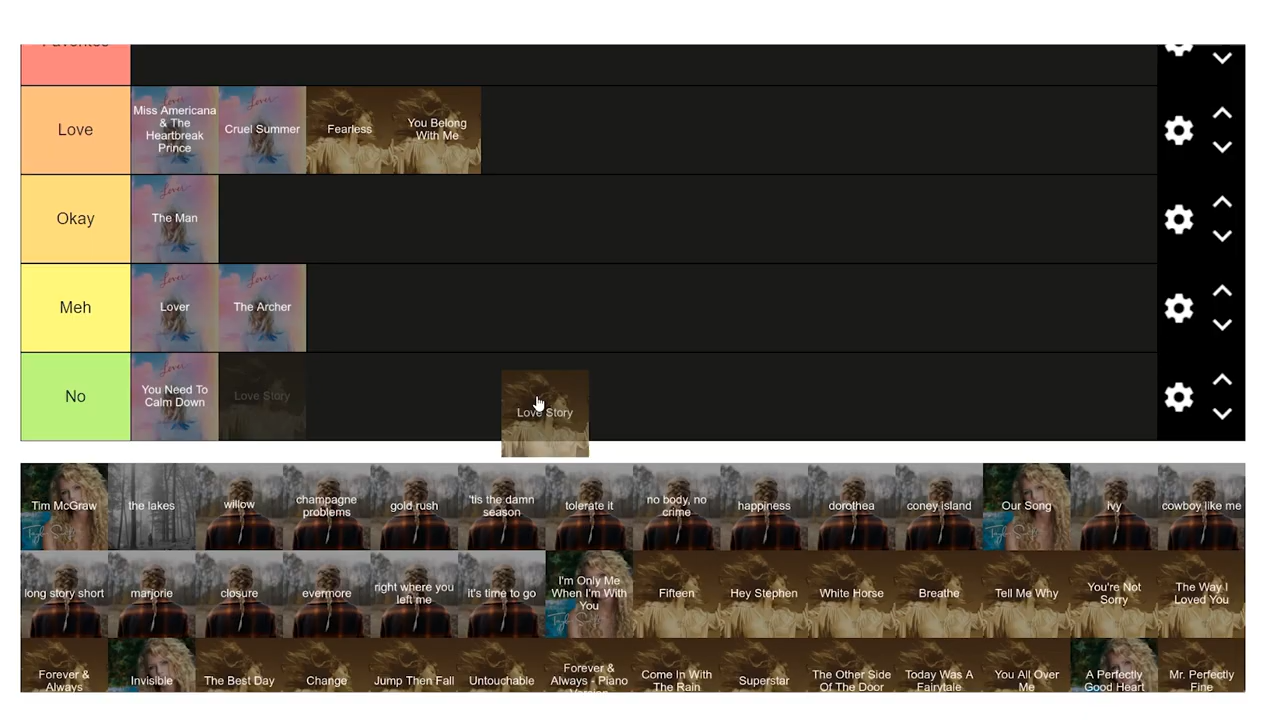 Favorites
Love
Miss Americana
& The
Heartbreak
Prince
Cruel Summer
Fearless
You Belong
With Me
Okay
The Man
Meh
Lover
The Archer
No
You Need To
Calm Down
Love Story
Love Story
Tim McGraw
the lakes
willow
champagne
problems
gold rush
'tis the damn
season
tolerate it
no body, no
crime
happiness
dorothea
coney island
Our Song
ivy
cowboy like me
long story short
marjorie
closure
evermore
right where you
left me
it's time to go
I'm Only Me
When I'm With
You
Fifteen
Hey Stephen
White Horse
Breathe
Tell Me Why
You're Not
Sorry
The Way I
Loved You
Forever &
Always
Invisible
The Best Day
Change
Jump Then Fall
Untouchable
Forever &
Always - Piano
Version
Come In With
The Rain
Superstar
The Other Side
Of The Door
Today Was A
Fairytale
You All Over
Me
A Perfectly
Good Heart
Mr. Perfectly
Fine